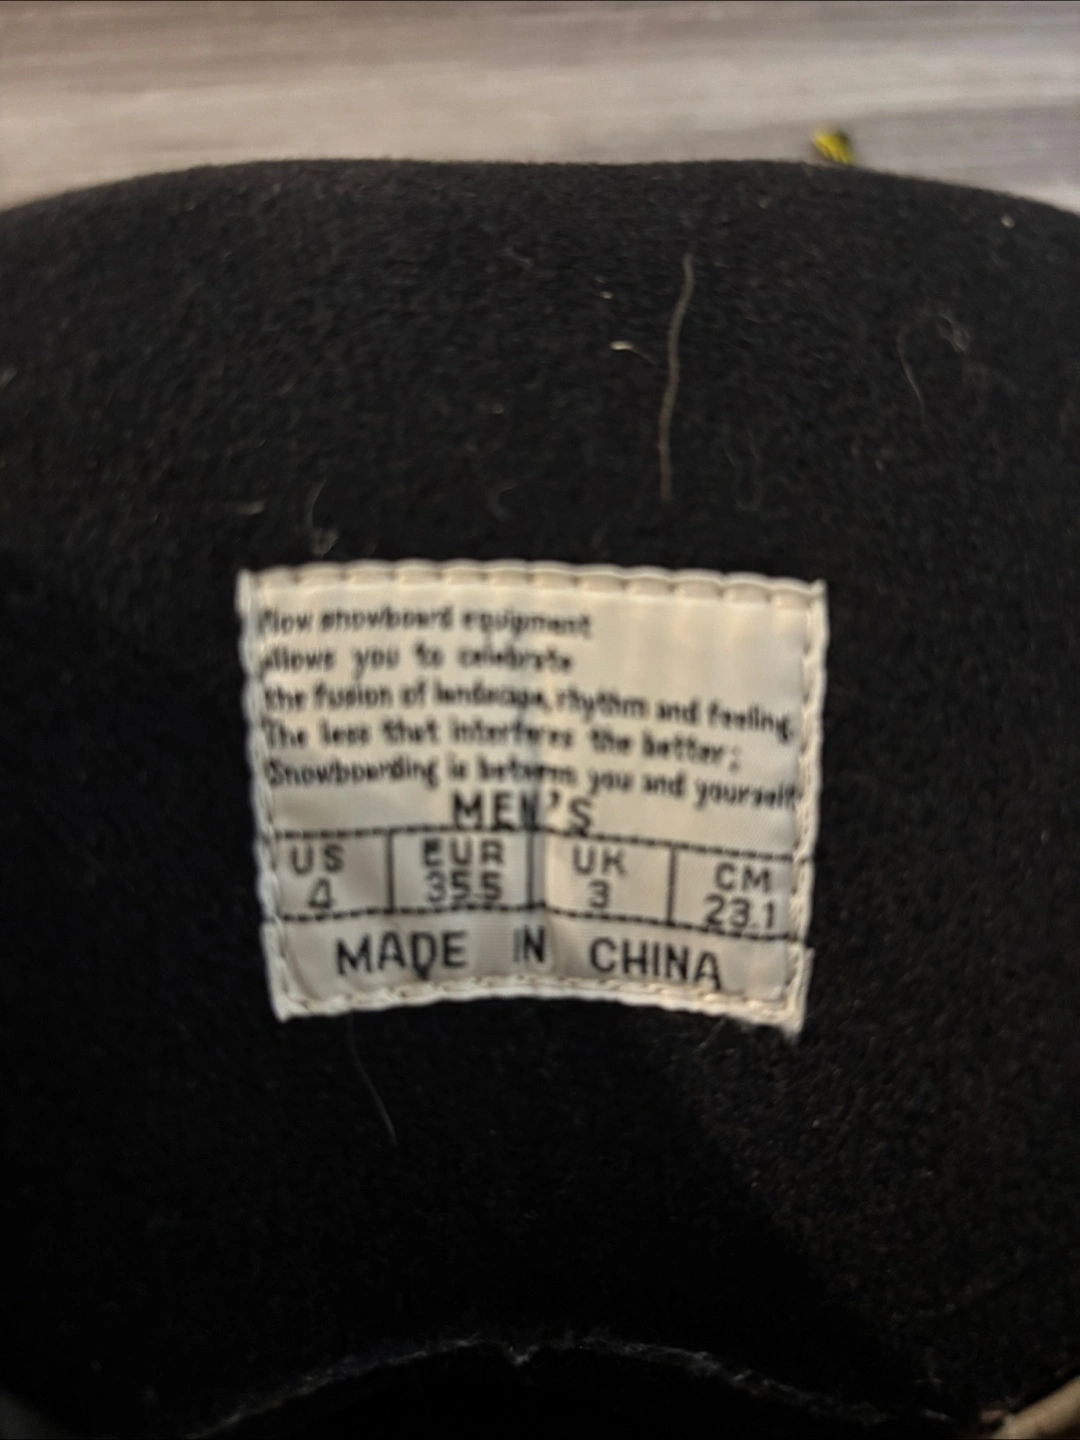 Flow snowboard equipment
allows you to celebrate
the fusion of landscape, rhythm and feeling.
The less that interferes the better;
Snowboarding is between you and yourself
MEN'S
US EUR UK CM
4 355 3 23.1
MADE IN CHINA